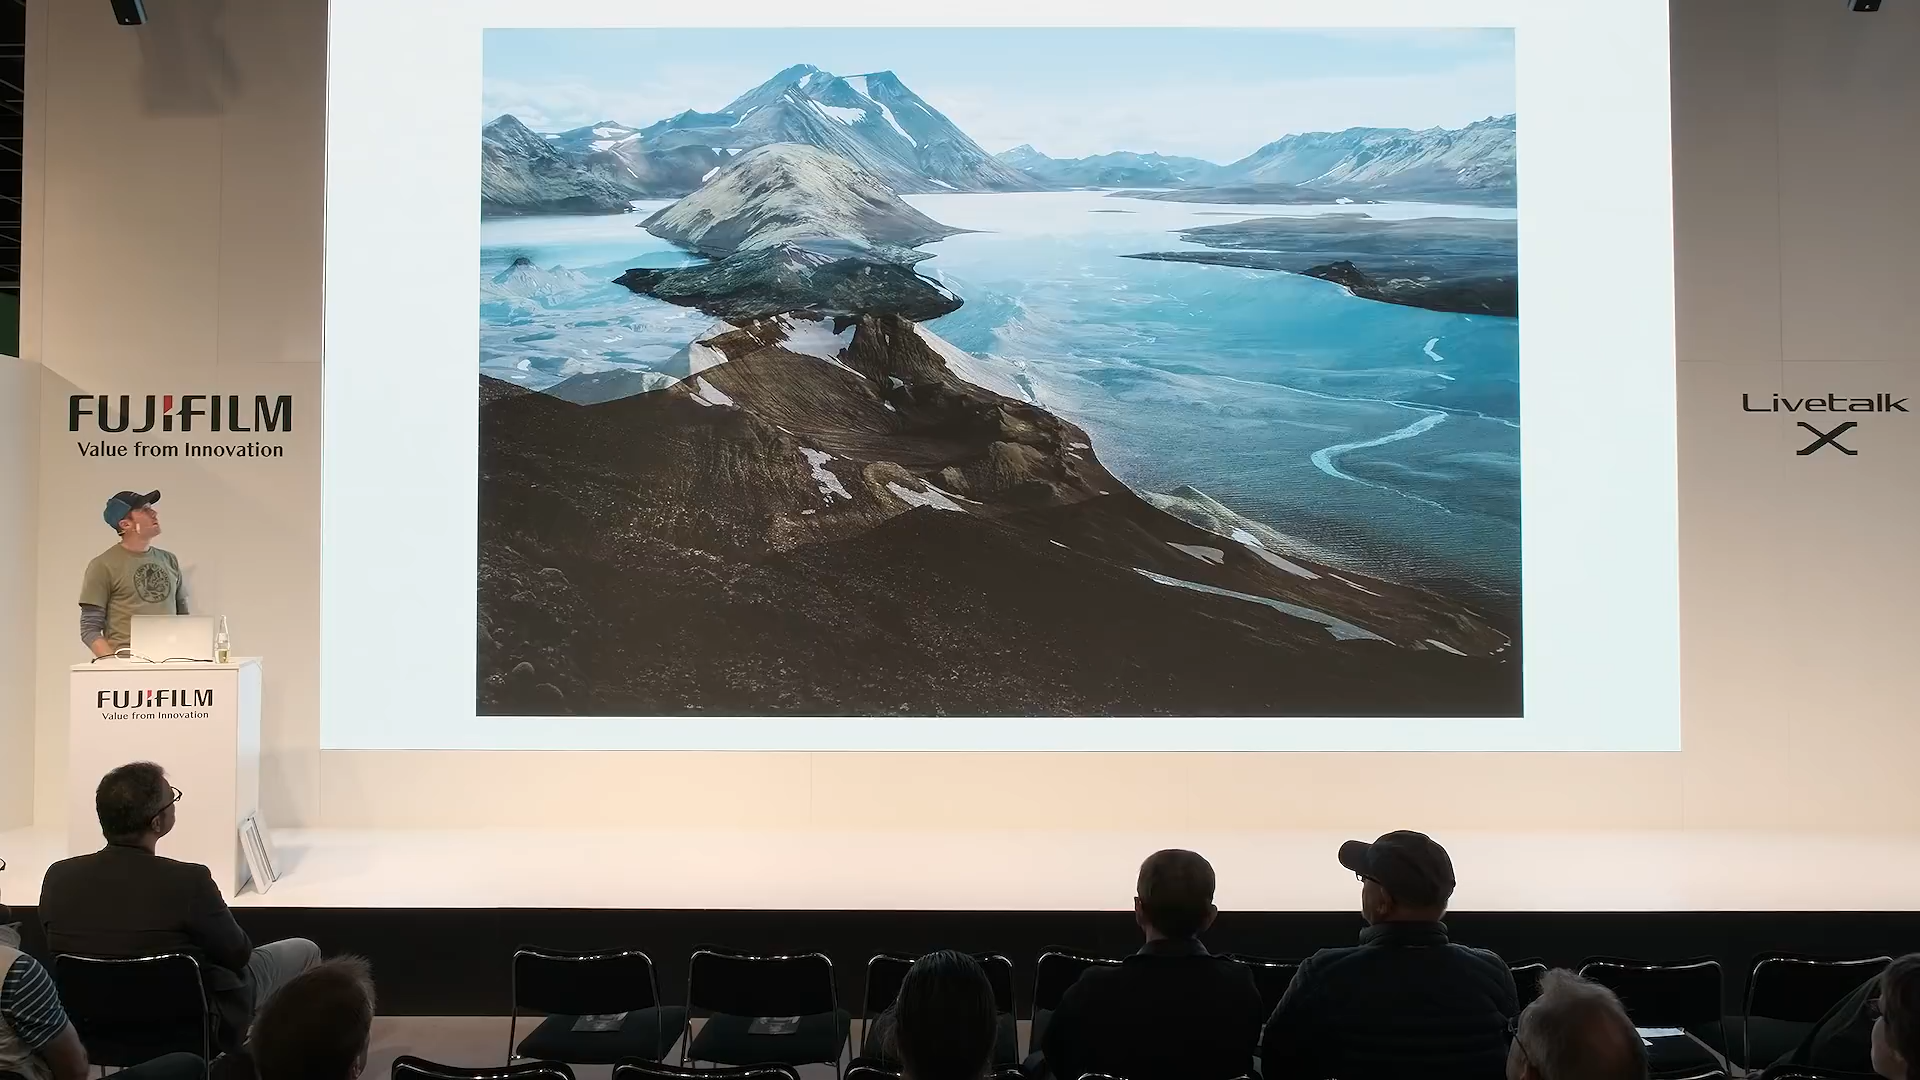 FUJIFILM
Value from Innovation
Livetalk
X
FUJIFILM
Value from Innovation